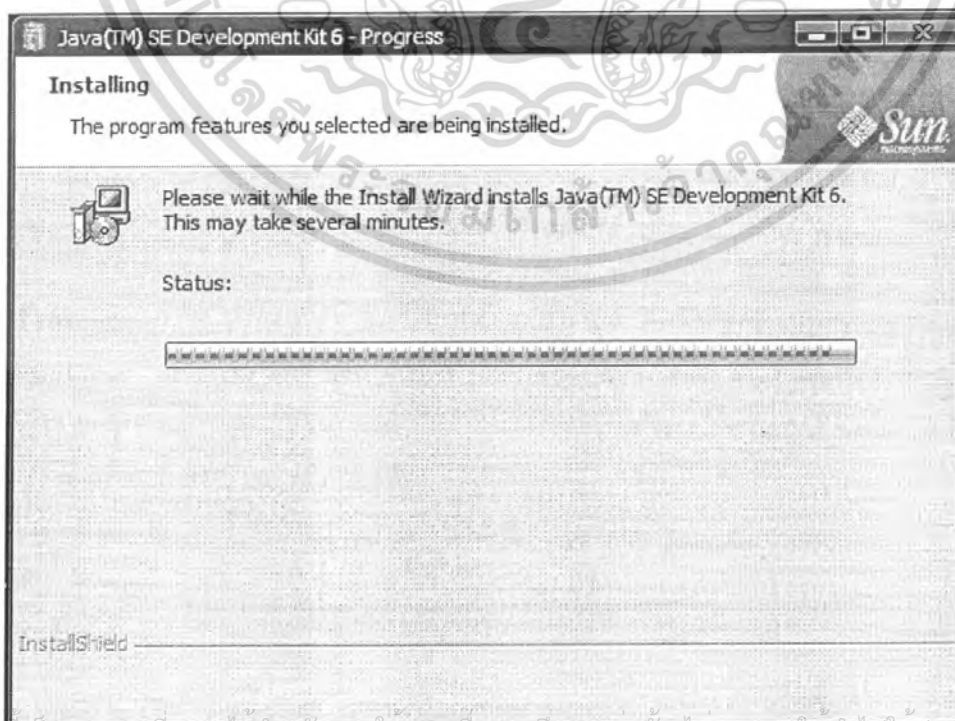 Java(TM) SE Development Kit 6 - Progress
Installing
The program features you selected are being installed.
Sun
microsystems
Please wait while the Install Wizard installs Java(TM) SE Development Kit 6.
This may take several minutes.
Status:
InstallShield